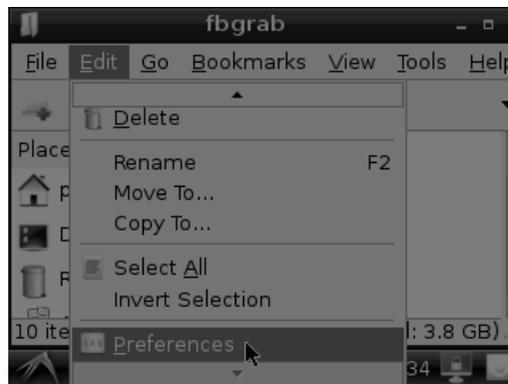 fbgrab
File Edit Go Bookmarks View Tools Help
Delete
Place
Rename F2
Move To...
Copy To...
Select All
Invert Selection
10 ite
l: 3.8 GB)
Preferences
34